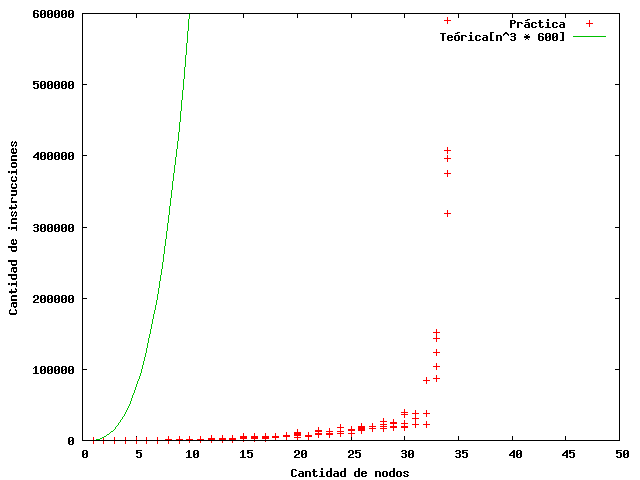 600000
500000
400000
300000
200000
100000
0
Cantidad de instrucciones
Práctica
Teórica[n^3 * 600]
0 5 10 15 20 25 30 35 40 45 50
Cantidad de nodos